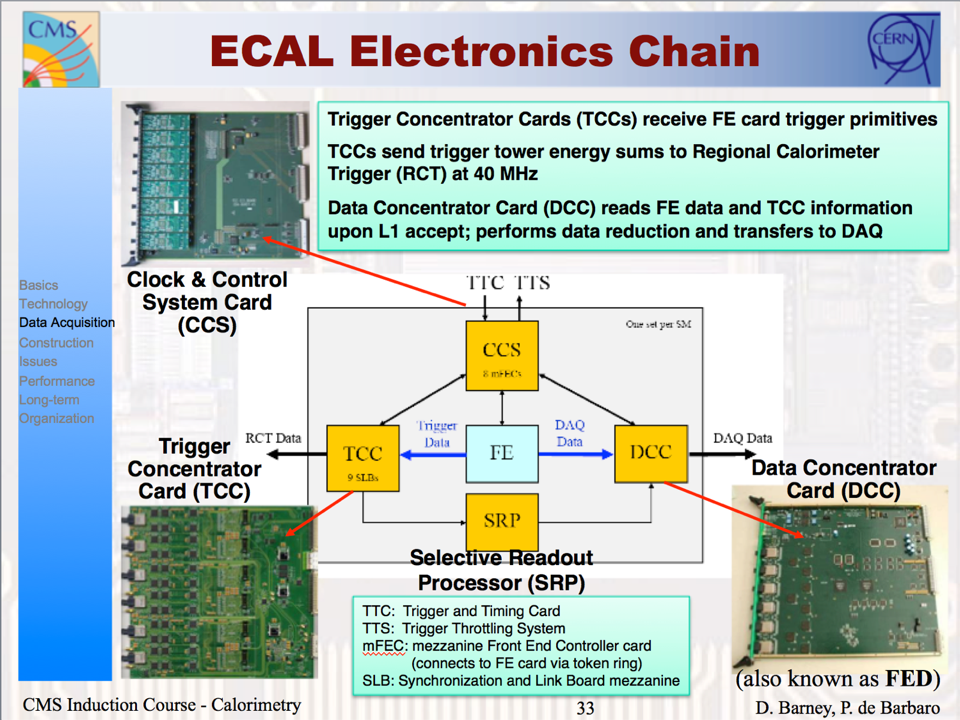 CMS
ECAL Electronics Chain
CERN
Trigger Concentrator Cards (TCCs) receive FE card trigger primitives
TCCs send trigger tower energy sums to Regional Calorimeter
Trigger (RCT) at 40 MHz
Data Concentrator Card (DCC) reads FE data and TCC information
upon L1 accept; performs data reduction and transfers to DAQ
Basics
Technology
Data Acquisition
Construction
Issues
Performance
Long-term
Organization
Clock & Control
System Card
(CCS)
TTC TTS
One set per SM
CCS
8 mFECs
Trigger
Data
DAQ
Data
RCT Data
TCC
9 SLBs
FE
DCC
DAQ Data
SRP
Trigger
Concentrator
Card (TCC)
Data Concentrator
Card (DCC)
Selective Readout
Processor (SRP)
TTC: Trigger and Timing Card
TTS: Trigger Throttling System
mFEC: mezzanine Front End Controller card
(connects to FE card via token ring)
SLB: Synchronization and Link Board mezzanine
(also known as FED)
CMS Induction Course - Calorimetry
33
D. Barney, P. de Barbaro